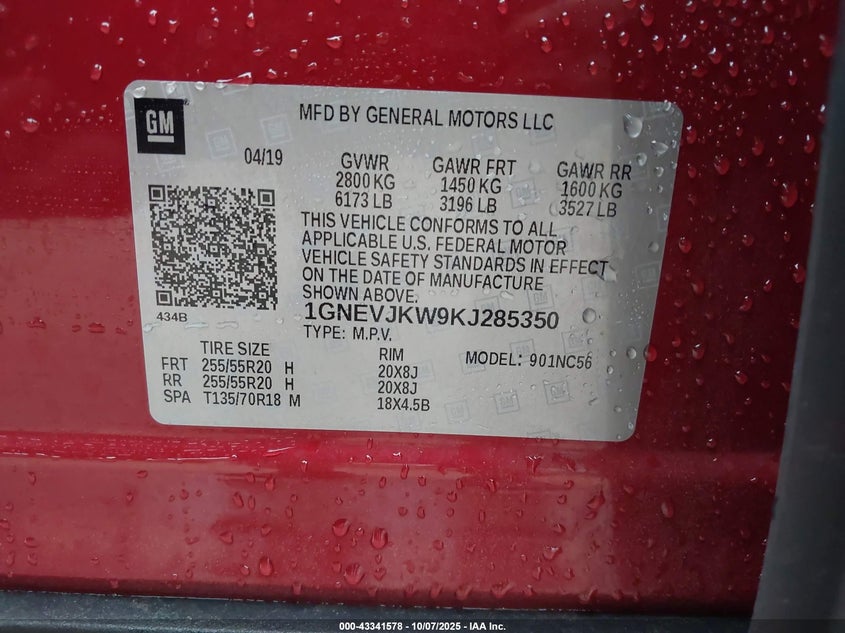 GM
MFD BY GENERAL MOTORS LLC
04/19
GVWR
2800 KG
6173 LB
GAWR FRT
1450 KG
3196 LB
GAWR RR
1600 KG
3527 LB
THIS VEHICLE CONFORMS TO ALL
APPLICABLE U.S. FEDERAL MOTOR
VEHICLE SAFETY STANDARDS IN EFFECT
ON THE DATE OF MANUFACTURE
SHOWN ABOVE.
434B
1GNEVJKW9KJ285350
TYPE: M.P.V.
MODEL: 901NC56
TIRE SIZE RIM
FRT 255/55R20 H 20X8J
RR 255/55R20 H 20X8J
SPA T135/70R18 M 18X4.5B
000-43341578 - 10/07/2025 - IAA Inc.